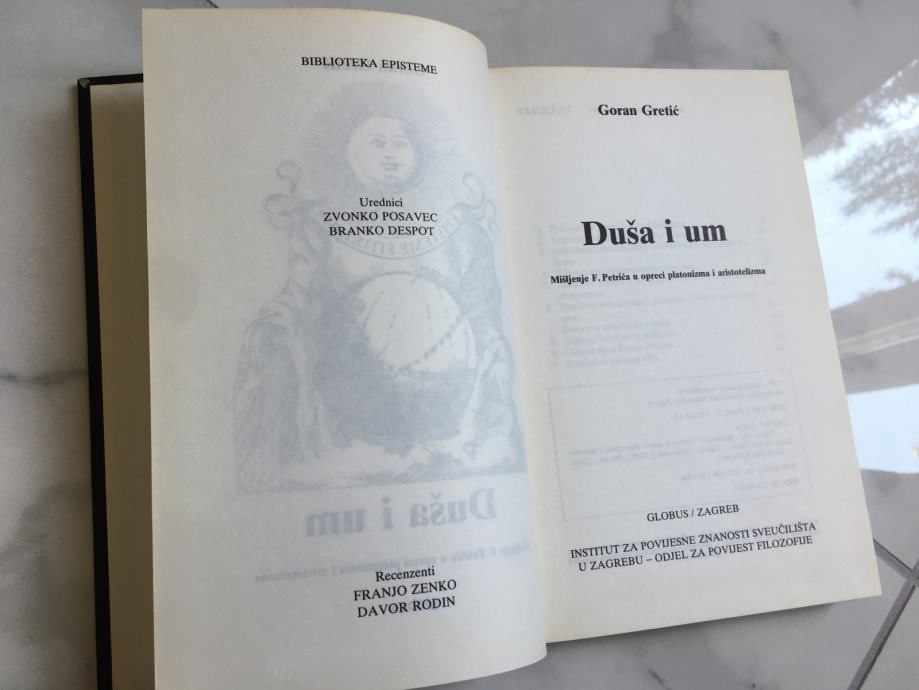 BIBLIOTEKA EPISTEME
Urednici
ZVONKO POSAVEC
BRANKO DESPOT
Recenzenti
FRANJO ZENKO
DAVOR RODIN
Goran Gretić
Duša i um
Mišljenje F. Petrića u opreci platonizma i aristotelizma
GLOBUS / ZAGREB
INSTITUT ZA POVIJESNE ZNANOSTI SVEUČILIŠTA
U ZAGREBU – ODJEL ZA POVIJEST FILOZOFIJE